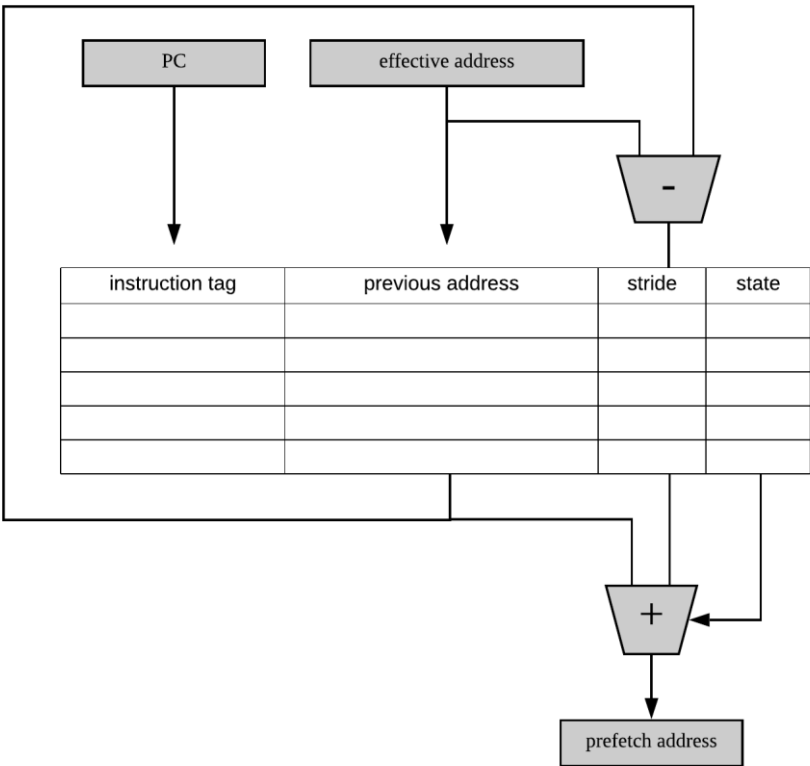 PC
effective address
-
instruction tag
previous address
stride
state
+
prefetch address